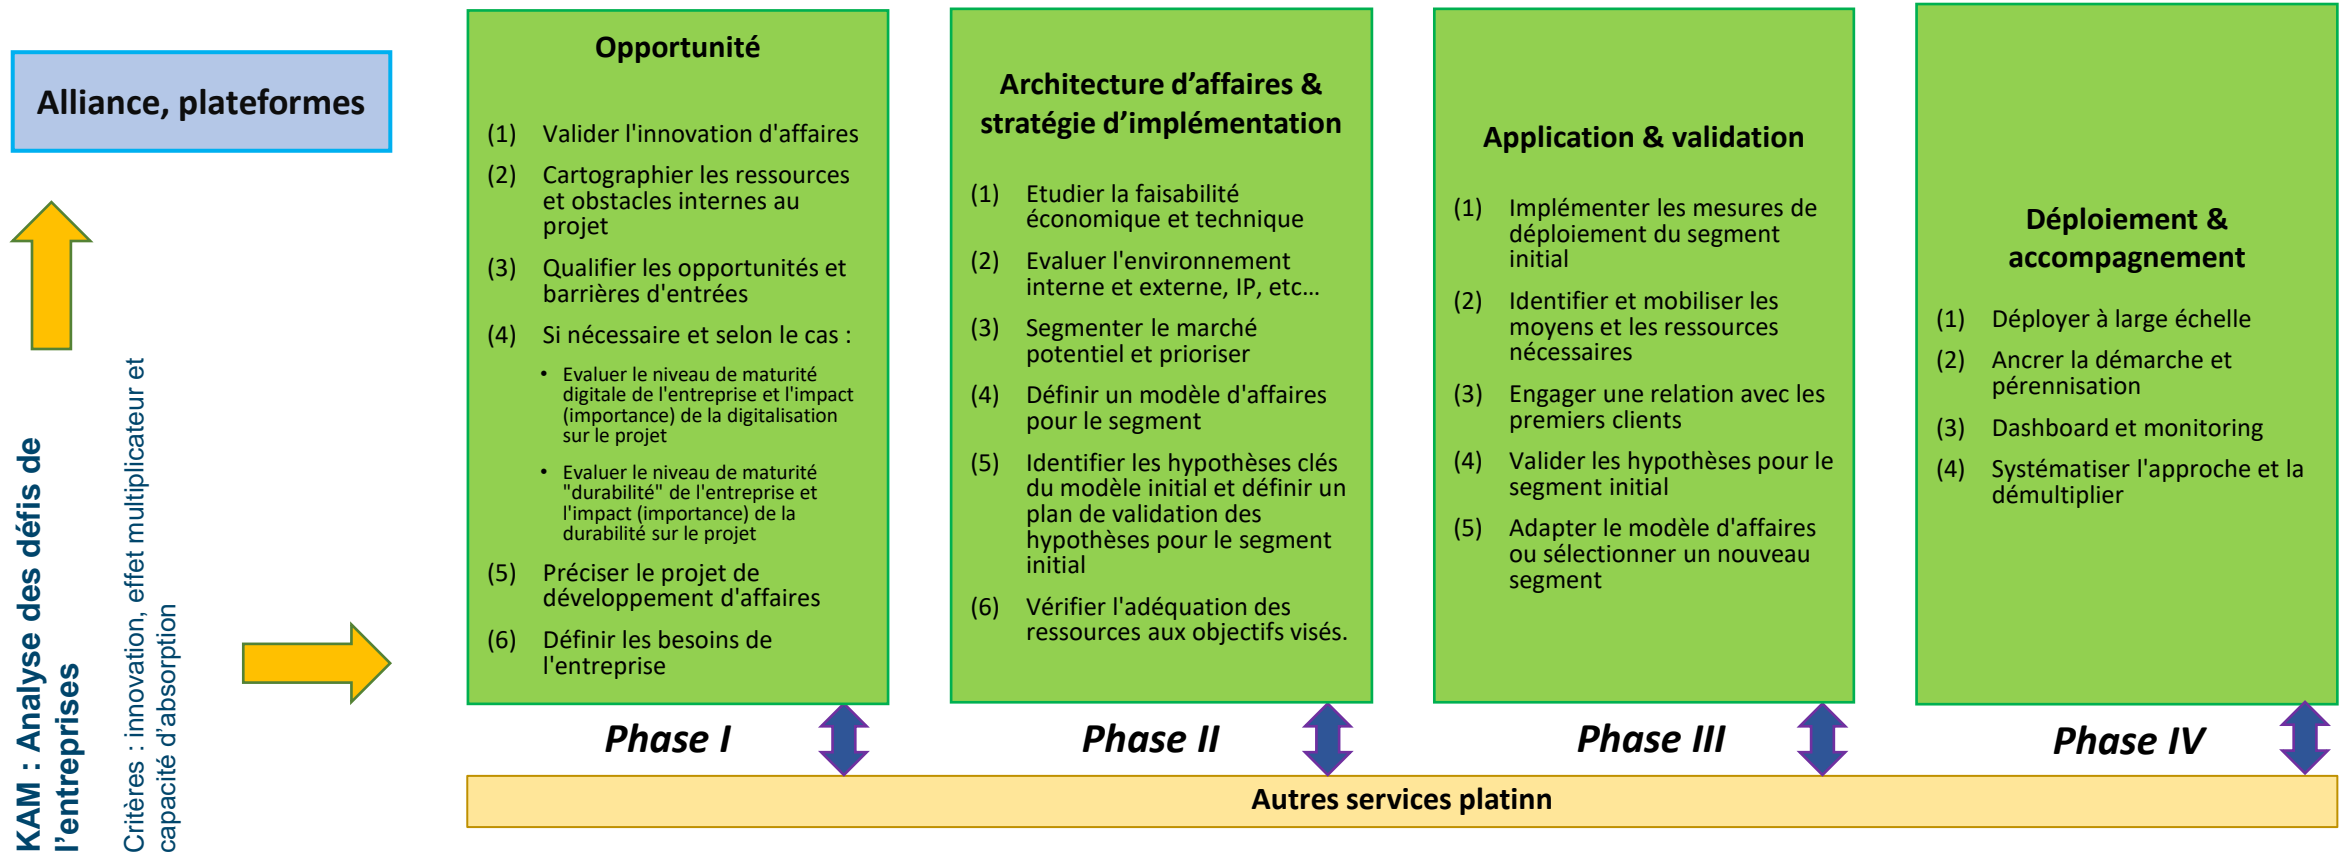 Alliance, plateformes
KAM : Analyse des défis de
l'entreprises
Critères : innovation, effet multiplicateur et
capacité d'absorption
Opportunité
(1) Valider l'innovation d'affaires
(2) Cartographier les ressources
et obstacles internes au
projet
(3) Qualifier les opportunités et
barrières d'entrées
(4) Si nécessaire et selon le cas :
• Evaluer le niveau de maturité
digitale de l'entreprise et l'impact
(importance) de la digitalisation
sur le projet
• Evaluer le niveau de maturité
"durabilité" de l'entreprise et
l'impact (importance) de la
durabilité sur le projet
(5) Préciser le projet de
développement d'affaires
(6) Définir les besoins de
l'entreprise
Phase I
Architecture d’affaires &
stratégie d’implémentation
(1) Etudier la faisabilité
économique et technique
(2) Evaluer l'environnement
interne et externe, IP, etc…
(3) Segmenter le marché
potentiel et prioriser
(4) Définir un modèle d'affaires
pour le segment
(5) Identifier les hypothèses clés
du modèle initial et définir un
plan de validation des
hypothèses pour le segment
initial
(6) Vérifier l'adéquation des
ressources aux objectifs visés.
Phase II
Application & validation
(1) Implémenter les mesures de
déploiement du segment
initial
(2) Identifier et mobiliser les
moyens et les ressources
nécessaires
(3) Engager une relation avec les
premiers clients
(4) Valider les hypothèses pour le
segment initial
(5) Adapter le modèle d'affaires
ou sélectionner un nouveau
segment
Phase III
Déploiement &
accompagnement
(1) Déployer à large échelle
(2) Ancrer la démarche et
pérennisation
(3) Dashboard et monitoring
(4) Systématiser l'approche et la
démultiplier
Phase IV
Autres services platinn